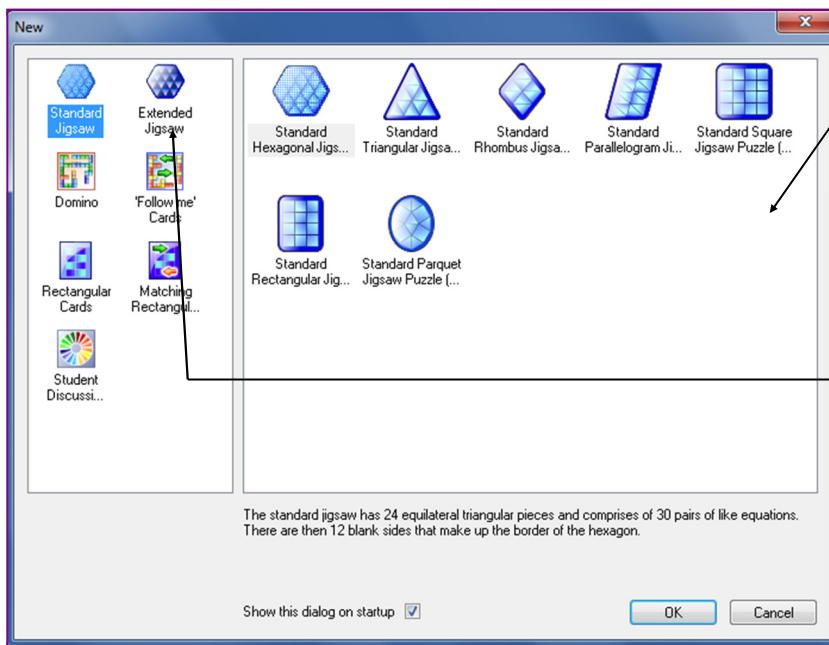 New
Standard
Jigsaw
Extended
Jigsaw
Domino
'Follow me'
Cards
Rectangular
Cards
Matching
Rectangul...
Student
Discussi...
Standard
Hexagonal Jigs...
Standard
Triangular Jigsa...
Standard
Rhombus Jigsa...
Standard
Parallelogram Ji...
Standard Square
Jigsaw Puzzle (...
Standard
Rectangular Jig...
Standard Parquet
Jigsaw Puzzle (...
The standard jigsaw has 24 equilateral triangular pieces and comprises of 30 pairs of like equations.
There are then 12 blank sides that make up the border of the hexagon.
Show this dialog on startup
OK
Cancel